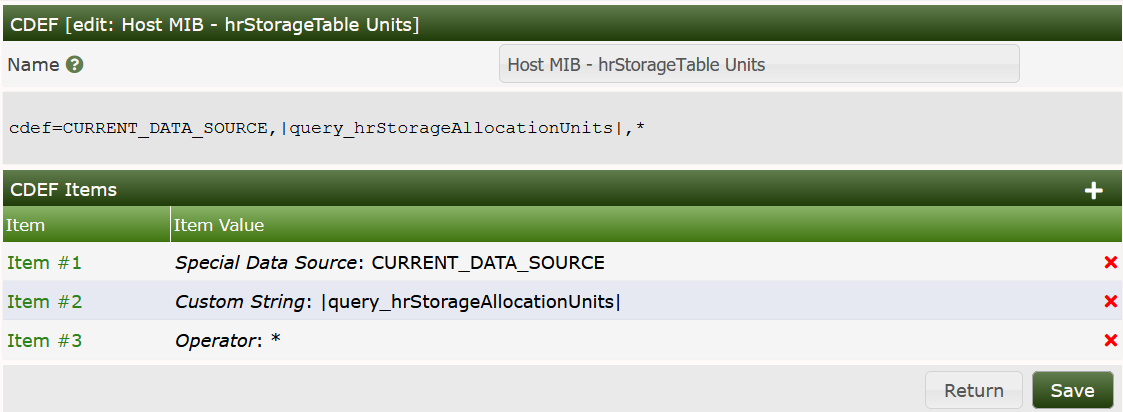 CDEF [edit: Host MIB - hrStorageTable Units]
Name ?
Host MIB - hrStorageTable Units
cdef=CURRENT_DATA_SOURCE,|query_hrStorageAllocationUnits|,*
CDEF Items +
Item Item Value
Item #1 Special Data Source: CURRENT_DATA_SOURCE
Item #2 Custom String: |query_hrStorageAllocationUnits|
Item #3 Operator: *
Return Save